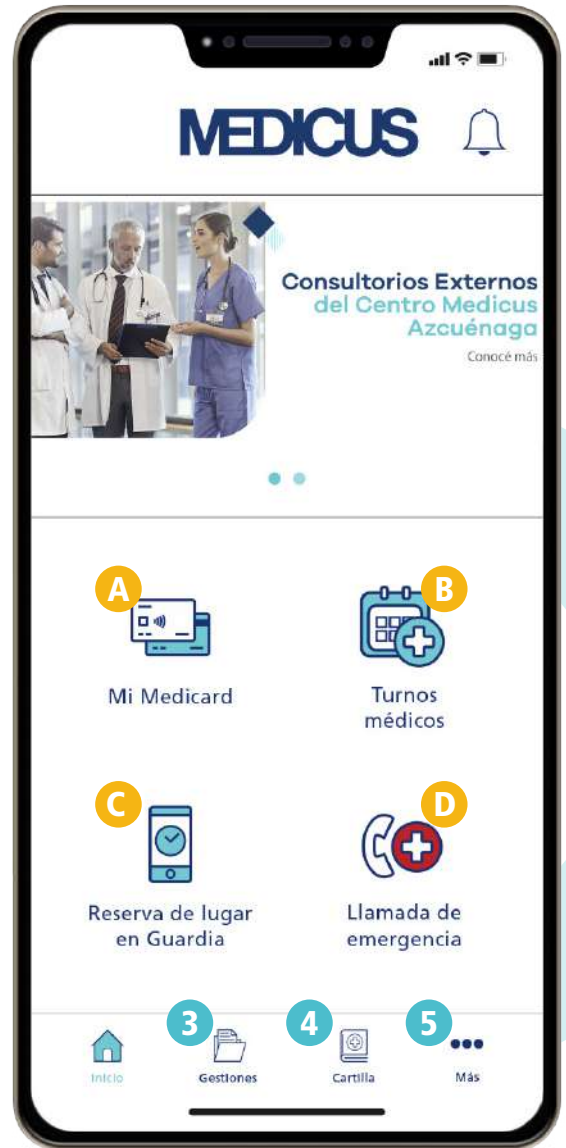 MEDICUS
Consultorios Externos
del Centro Medicus
Azcuénaga
Conocé más
A
B
Mi Medicard
Turnos
médicos
C
D
Reserva de lugar
en Guardia
Llamada de
emergencia
3
4
5
Inicio
Gestiones
Cartilla
Más